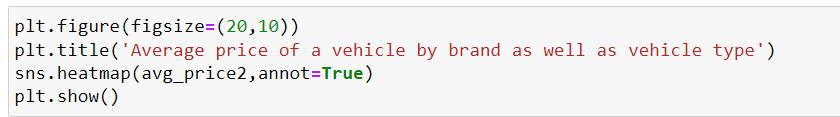 plt.figure(figsize=(20,10))
plt.title('Average price of a vehicle by brand as well as vehicle type')
sns.heatmap(avg_price2,annot=True)
plt.show()